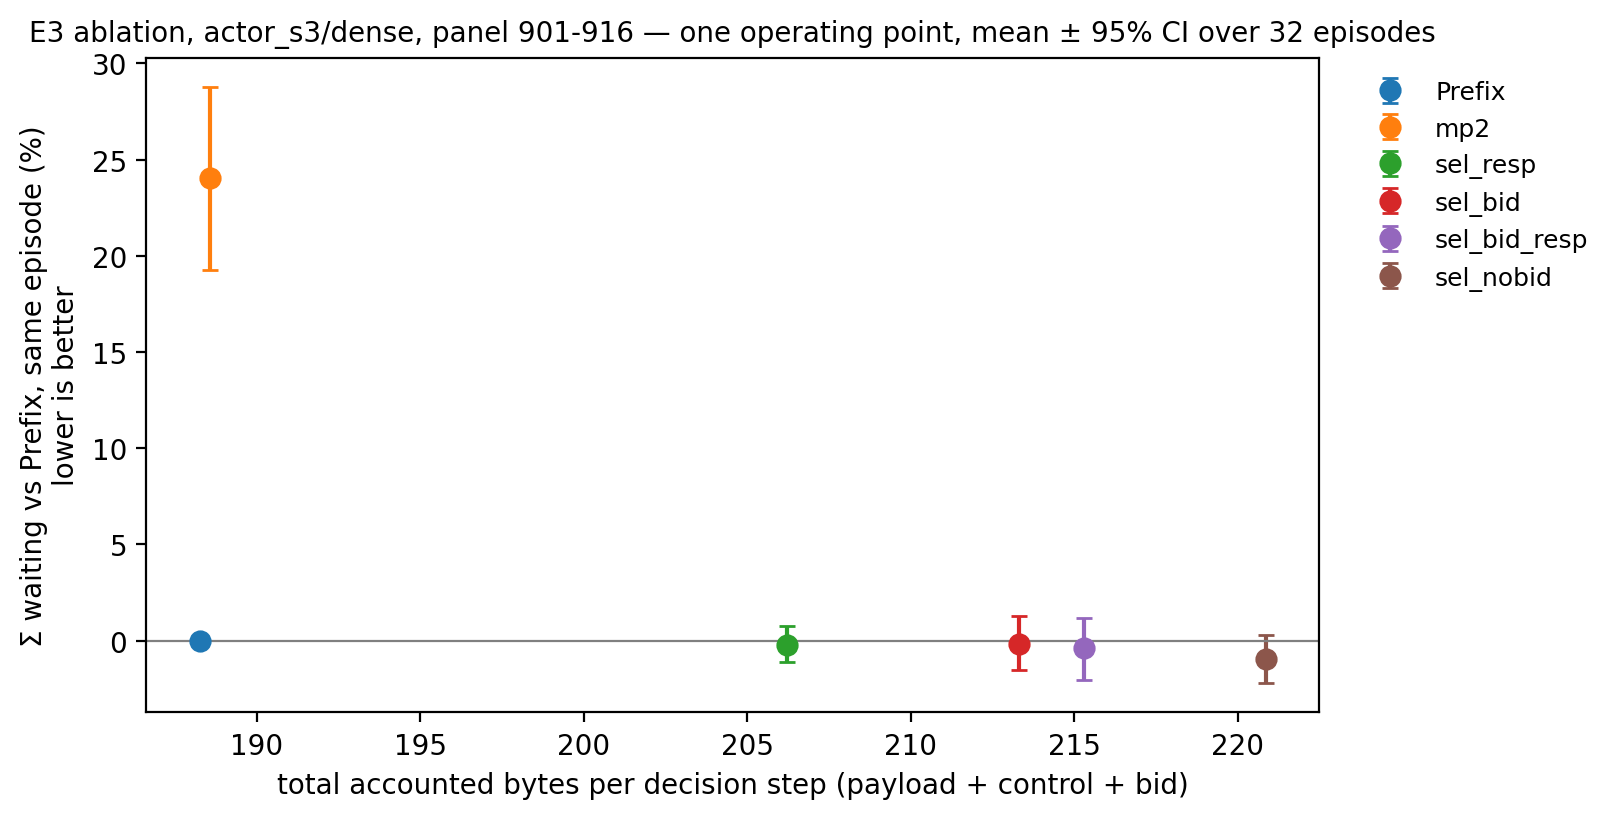 E3 ablation, actor_s3/dense, panel 901-916 — one operating point, mean ± 95% CI over 32 episodes
Σ waiting vs Prefix, same episode (%)
lower is better
30
25
20
15
10
5
0
190
195
200
205
210
215
220
total accounted bytes per decision step (payload + control + bid)
Prefix
mp2
sel_resp
sel_bid
sel_bid_resp
sel_nobid